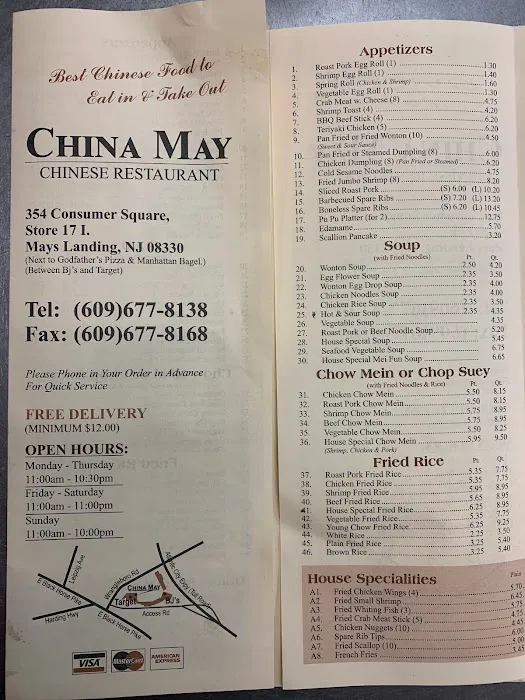 Best Chinese Food to
Eat in & Take Out
CHINA MAY
CHINESE RESTAURANT
354 Consumer Square,
Store 17 I.
Mays Landing, NJ 08330
(Next to Godfather's Pizza & Manhattan Bagel.)
(Between Bj's and Target)
Tel: (609)677-8138
Fax: (609)677-8168
Please Phone in Your Order in Advance
For Quick Service
FREE DELIVERY
(MINIMUM $12.00)
OPEN HOURS:
Monday - Thursday
11:00am - 10:30pm
Friday - Saturday
11:00am - 11:00pm
Sunday
11:00am - 10:00pm
Leipzig Ave
Wrangleboro Rd
Atlantic City Expy (Toll Road)
E Black Horse Pike
CHINA MAY
Target
BJ's
Access Rd
Harding Hwy
E Black Horse Pike
VISA
MasterCard
AMERICAN EXPRESS
Appetizers
1. Roast Pork Egg Roll (1) 1.30
2. Shrimp Egg Roll (1) 1.40
3. Spring Roll (Chicken & Shrimp) 1.60
4. Vegetable Egg Roll (1) 1.30
5. Crab Meat w. Cheese (8) 4.75
6. Shrimp Toast (4) 4.20
7. BBQ Beef Stick (4) 6.20
8. Teriyaki Chicken (5) 6.20
9. Pan Fried or Fried Wonton (10) 4.50
(Sweet & Sour Sauce)
10. Pan Fried or Steamed Dumpling (8) 6.00
11. Chicken Dumpling (8) (Pan Fried or Steamed) 6.20
12. Cold Sesame Noodles 4.75
13. Fried Jumbo Shrimp (8) 8.20
14. Sliced Roast Pork (S) 6.00 (L) 10.20
15. Barbecued Spare Ribs (S) 7.20 (L) 13.20
16. Boneless Spare Ribs (S) 6.20 (L) 10.45
17. Pu Pu Platter (for 2) 12.75
18. Edamame 5.70
19. Scallion Pancake 3.20
Soup
(with Fried Noodles) Pt. Qt.
20. Wonton Soup 2.50 4.20
21. Egg Flower Soup 2.35 3.50
22. Wonton Egg Drop Soup 2.35 4.00
23. Chicken Noodles Soup 2.35 4.00
24. Chicken Rice Soup 2.35 3.50
25. Hot & Sour Soup 2.35 4.35
26. Vegetable Soup 4.35
27. Roast Pork or Beef Noodle Soup 5.20
28. House Special Soup 5.45
29. Seafood Vegetable Soup 6.75
30. House Special Mei Fun Soup 6.65
Chow Mein or Chop Suey
(with Fried Noodles & Rice) Pt. Qt.
31. Chicken Chow Mein 5.50 8.15
32. Roast Pork Chow Mein 5.50 8.15
33. Shrimp Chow Mein 5.75 8.95
34. Beef Chow Mein 5.75 8.95
35. Vegetable Chow Mein 5.50 8.25
36. House Special Chow Mein 5.95 9.50
(Shrimp, Chicken & Pork)
Fried Rice Pt. Qt.
37. Roast Pork Fried Rice 5.35 7.75
38. Chicken Fried Rice 5.35 7.75
39. Shrimp Fried Rice 5.95 8.95
40. Beef Fried Rice 5.65 8.95
41. House Special Fried Rice 6.25 8.95
42. Vegetable Fried Rice 5.35 7.75
43. Young Chow Fried Rice 6.25 9.25
44. White Rice 2.25 3.50
45. Plain Fried Rice 3.25 5.40
46. Brown Rice 3.25 5.40
House Specialities
Plain
A1. Fried Chicken Wings (4) 5.70
A2. Fried Small Shrimp 6.45
A3. Fried Whiting Fish (3) 5.75
A4. Fried Crab Meat Stick (5) 4.75
A5. Chicken Nuggets (10) 4.45
A6. Spare Rib Tips 6.00
A7. Fried Scallop (10) 5.00
A8. French Fries 3.45